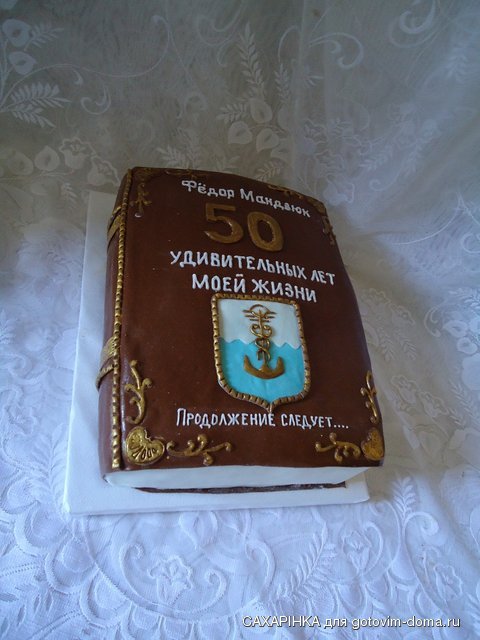 Фёдор Мандзюк
50
УДИВИТЕЛЬНЫХ ЛЕТ
МОЕЙ ЖИЗНИ
ПРОДОЛЖЕНИЕ СЛЕДУЕТ....
САХАРІНКА для gotovim-doma.ru